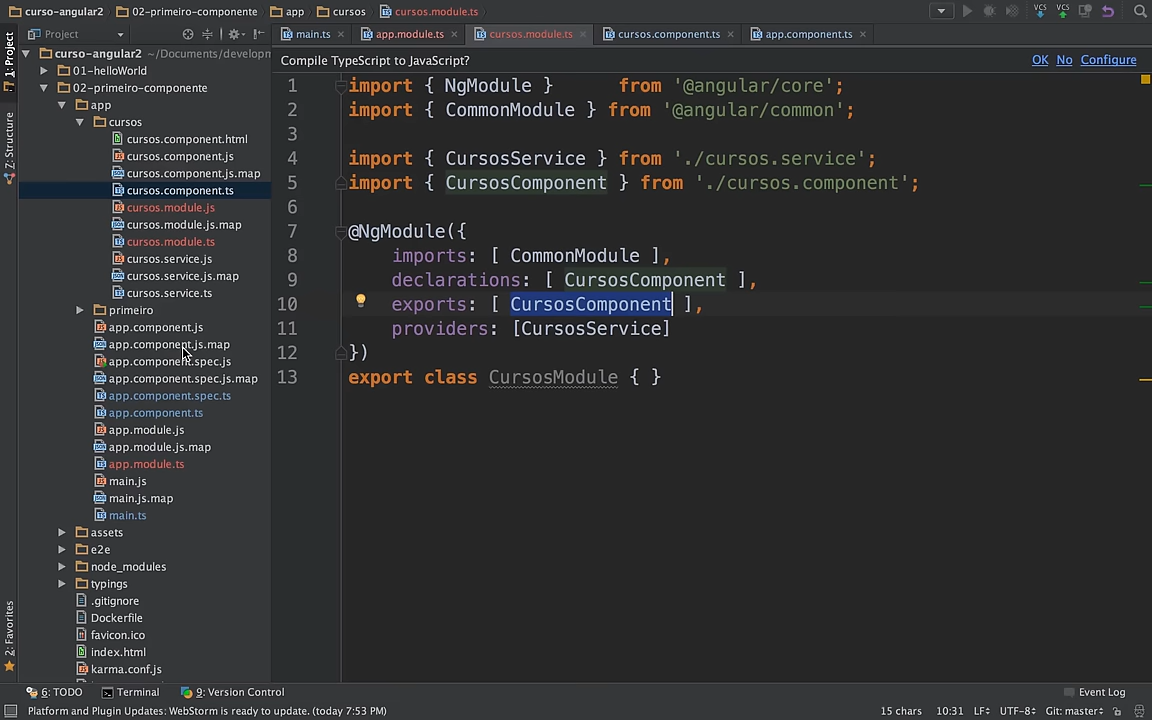 curso-angular2 02-primeiro-componente app cursos cursos.module.ts
Project main.ts app.module.ts cursos.module.ts cursos.component.ts app.component.ts
1: Project
Z: Structure
2: Favorites
curso-angular2 ~/Documents/developn
01-helloWorld
02-primeiro-componente
app
cursos
cursos.component.html
cursos.component.js
cursos.component.js.map
cursos.component.ts
cursos.module.js
cursos.module.js.map
cursos.module.ts
cursos.service.js
cursos.service.js.map
cursos.service.ts
primeiro
app.component.js
app.component.js.map
app.component.spec.js
app.component.spec.js.map
app.component.spec.ts
app.component.ts
app.module.js
app.module.js.map
app.module.ts
main.js
main.js.map
main.ts
assets
e2e
node_modules
typings
.gitignore
Dockerfile
favicon.ico
index.html
karma.conf.js
Compile TypeScript to JavaScript? OK No Configure
1 import { NgModule }      from '@angular/core';
2 import { CommonModule } from '@angular/common';
3
4 import { CursosService } from './cursos.service';
5 import { CursosComponent } from './cursos.component';
6
7 @NgModule({
8 imports: [ CommonModule ],
9 declarations: [ CursosComponent ],
10 exports: [ CursosComponent ],
11 providers: [CursosService]
12 })
13 export class CursosModule { }
6: TODO Terminal 9: Version Control Event Log
Platform and Plugin Updates: WebStorm is ready to update. (today 7:53 PM) 15 chars 10:31 LF÷ UTF-8÷ Git: master÷